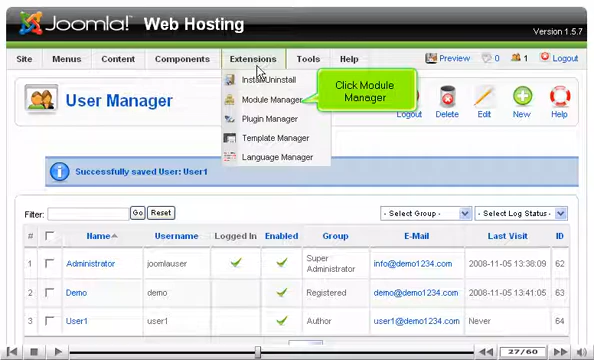 Joomla! Web Hosting
Version 1.5.7
Site Menus Content Components Extensions Tools Help Preview 0 1 Logout
Install/Uninstall
Module Manager
Plugin Manager
Template Manager
Language Manager
Click Module
Manager
User Manager
Logout Delete Edit New Help
Successfully saved User: User1
Filter: Go Reset - Select Group - - Select Log Status -
# Name Username Logged In Enabled Group E-Mail Last Visit ID
1 Administrator joomlauser Super Administrator info@demo1234.com 2008-11-05 13:38:09 62
2 Demo demo Registered demo@demo1234.com 2008-11-05 13:41:05 63
3 User1 user1 Author user1@demo1234.com Never 64
27/60